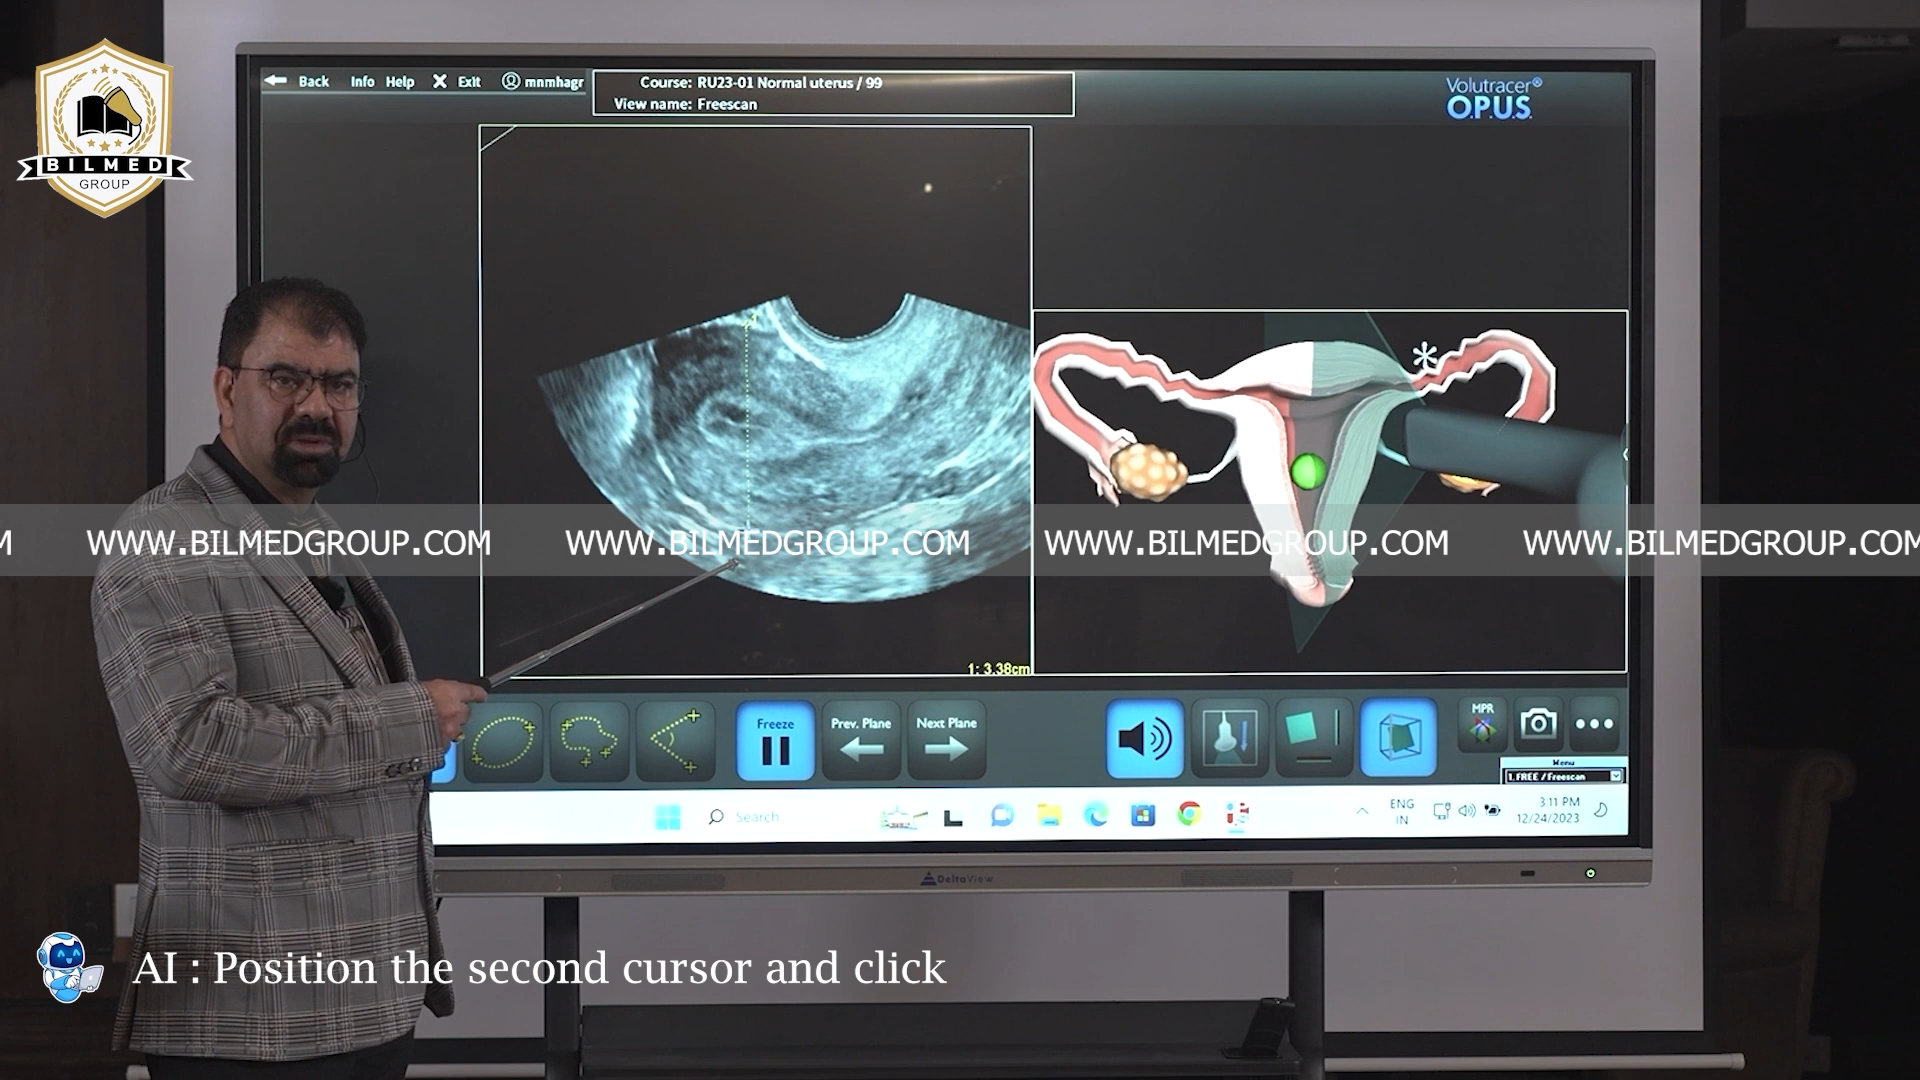 Back Info Help Exit mnmhagr
Course: RU23-01 Normal uterus / 99
View name: Freescan
Volutracer®
O.P.U.S.
BILMED
GROUP
WWW.BILMEDGROUP.COM WWW.BILMEDGROUP.COM WWW.BILMEDGROUP.COM WWW.BILMEDGROUP.COM
1: 3.38cm
Freeze
Prev. Plane
Next Plane
MPR
Menu
1. FREE / Freescan
Search
ENG
IN
3:11 PM
12/24/2023
DeltaView
AI : Position the second cursor and click